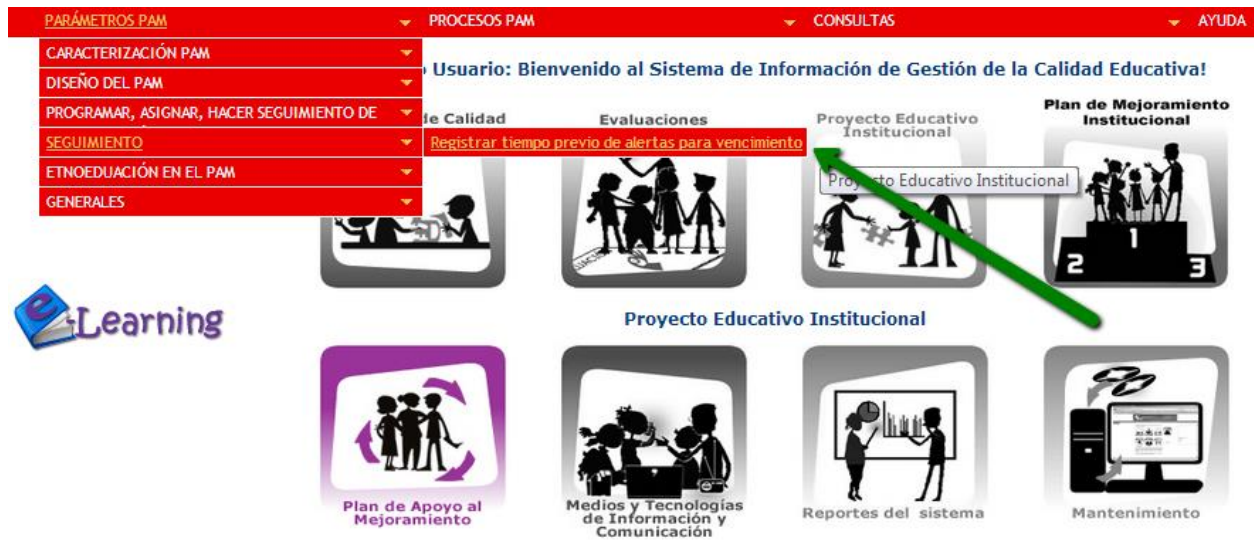 PARÁMETROS PAM
PROCESOS PAM
CONSULTAS
AYUDA
CARACTERIZACIÓN PAM
DISEÑO DEL PAM
PROGRAMAR, ASIGNAR, HACER SEGUIMIENTO DE
SEGUIMIENTO
Registrar tiempo previo de alertas para vencimiento
ETNOEDUACIÓN EN EL PAM
GENERALES
Usuario: Bienvenido al Sistema de Información de Gestión de la Calidad Educativa!
de Calidad
Evaluaciones
Proyecto Educativo
Institucional
Plan de Mejoramiento
Institucional
Proyecto Educativo Institucional
1
2
3
e-Learning
Proyecto Educativo Institucional
Plan de Apoyo al
Mejoramiento
Medios y Tecnologías
de Información y
Comunicación
Reportes del sistema
Mantenimiento